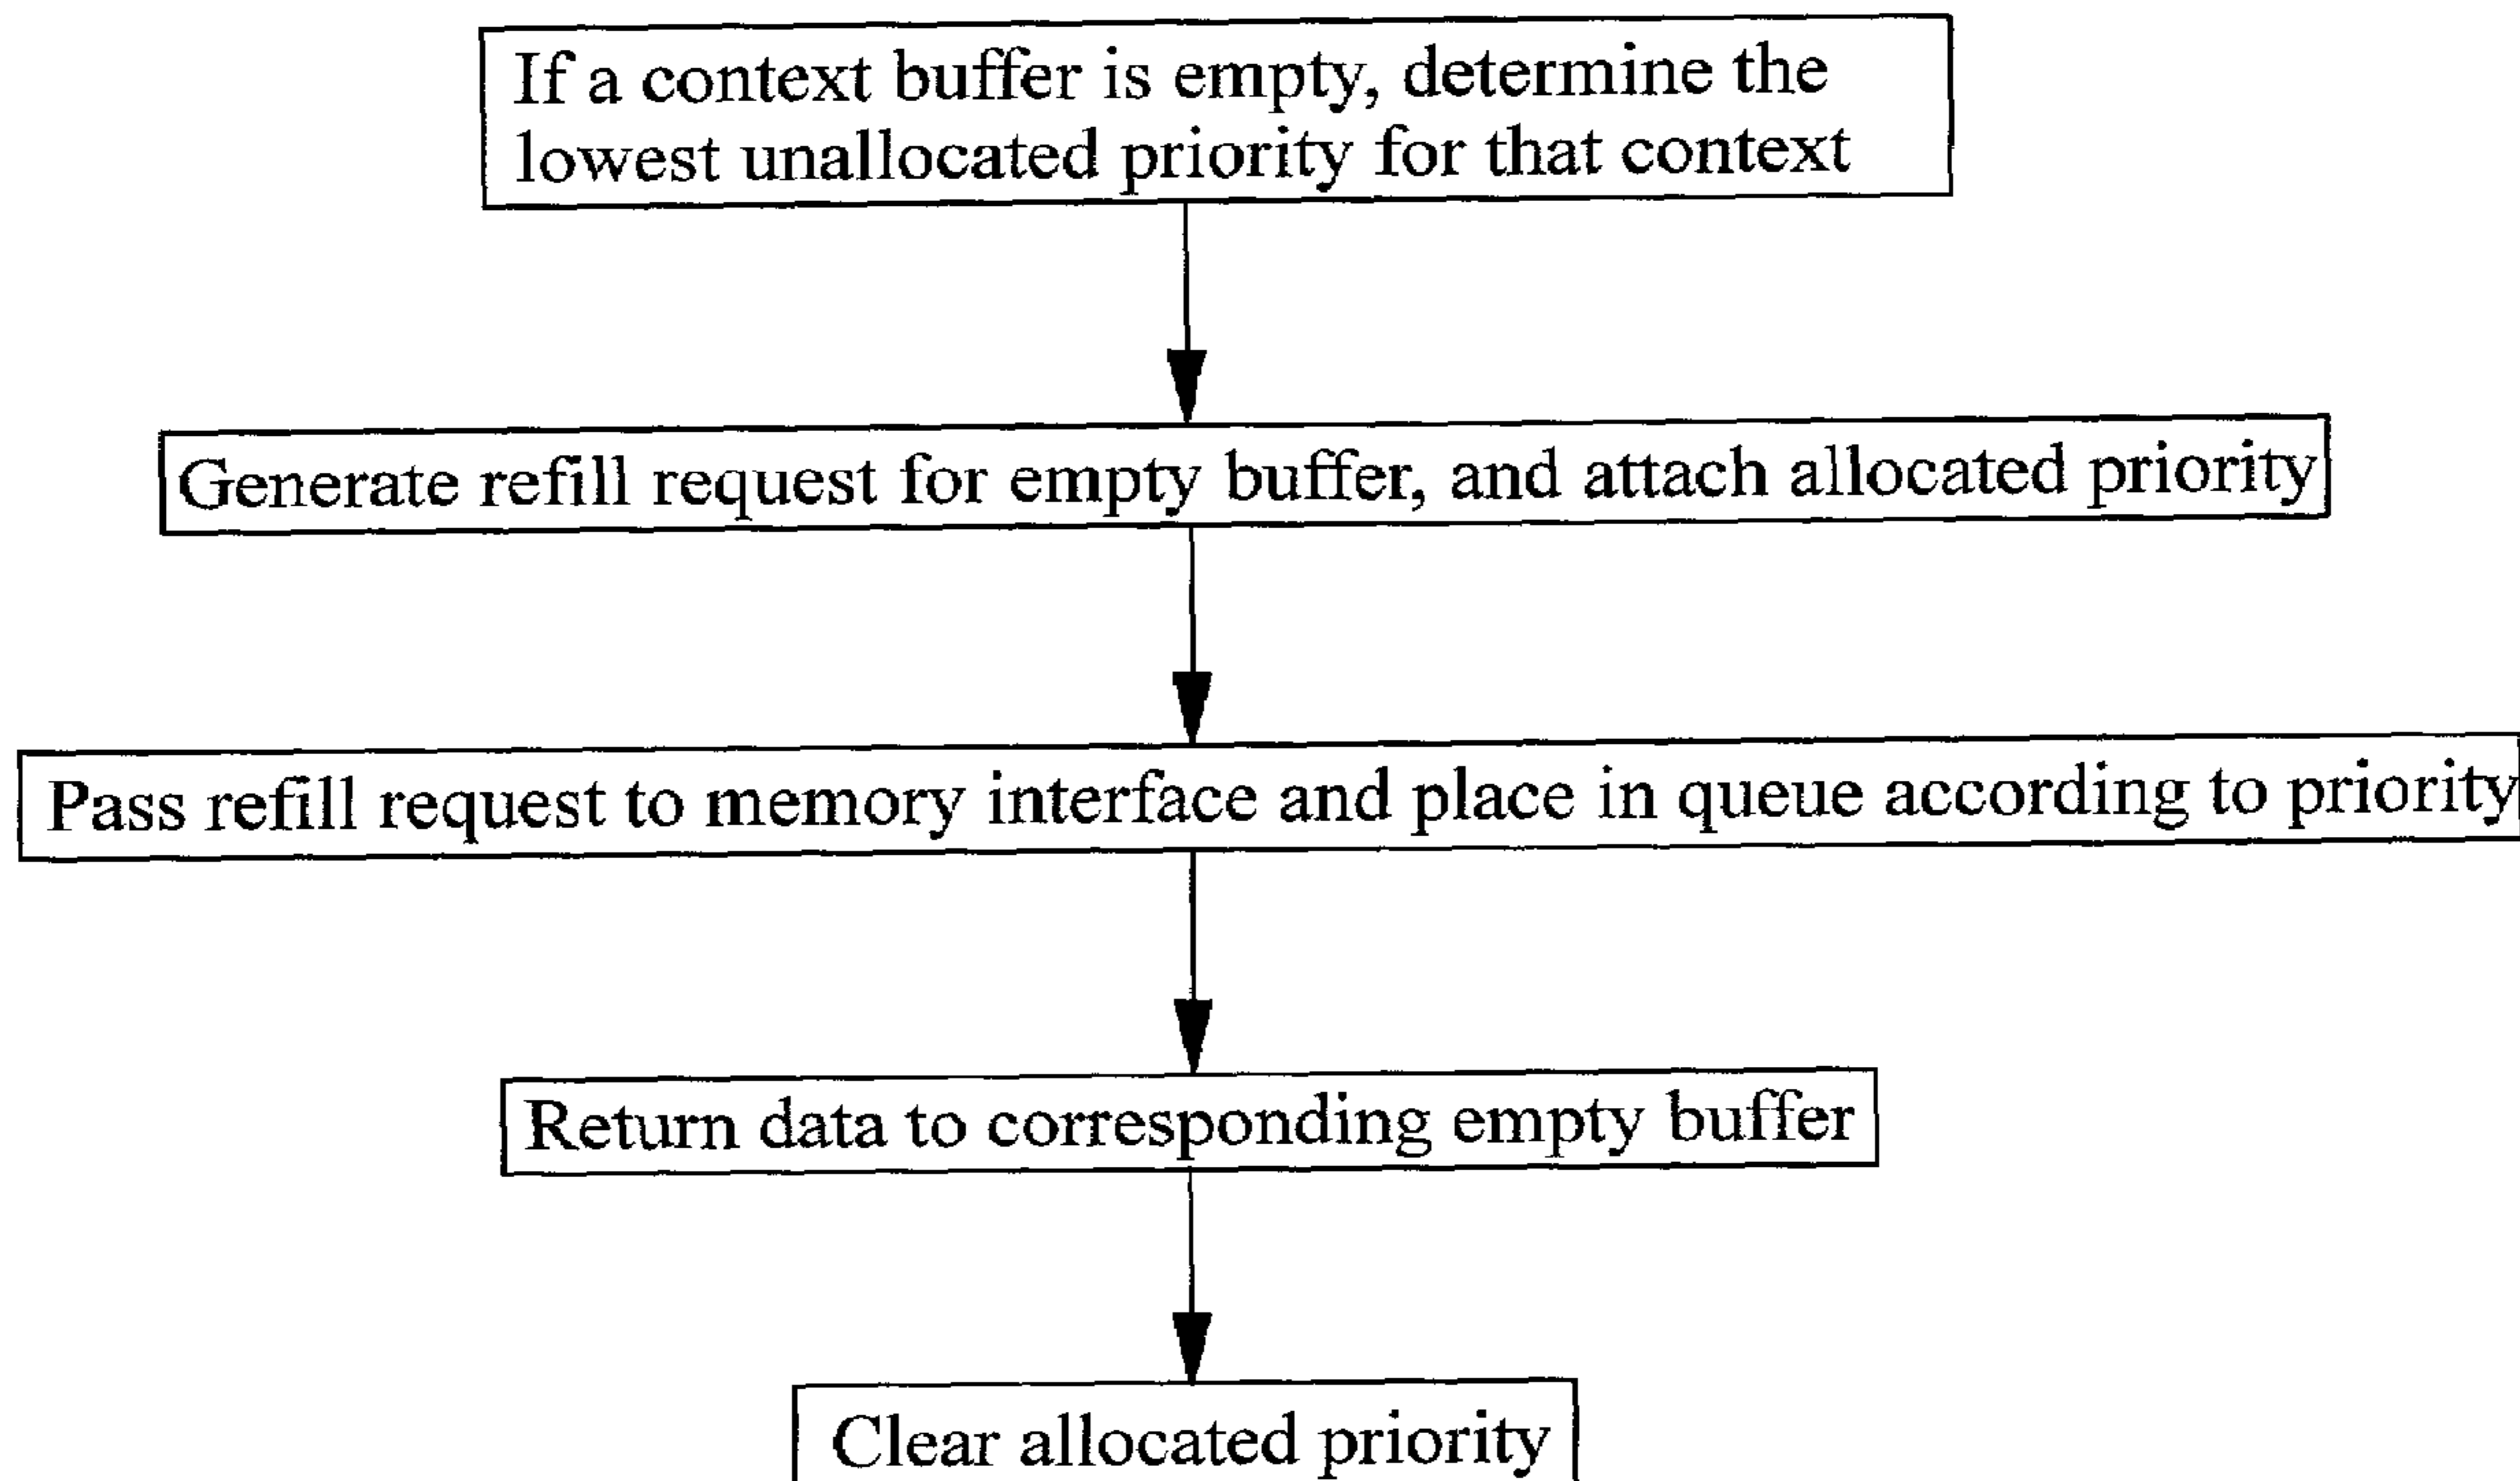 If a context buffer is empty, determine the
lowest unallocated priority for that context
Generate refill request for empty buffer, and attach allocated priority
Pass refill request to memory interface and place in queue according to priority
Return data to corresponding empty buffer
Clear allocated priority